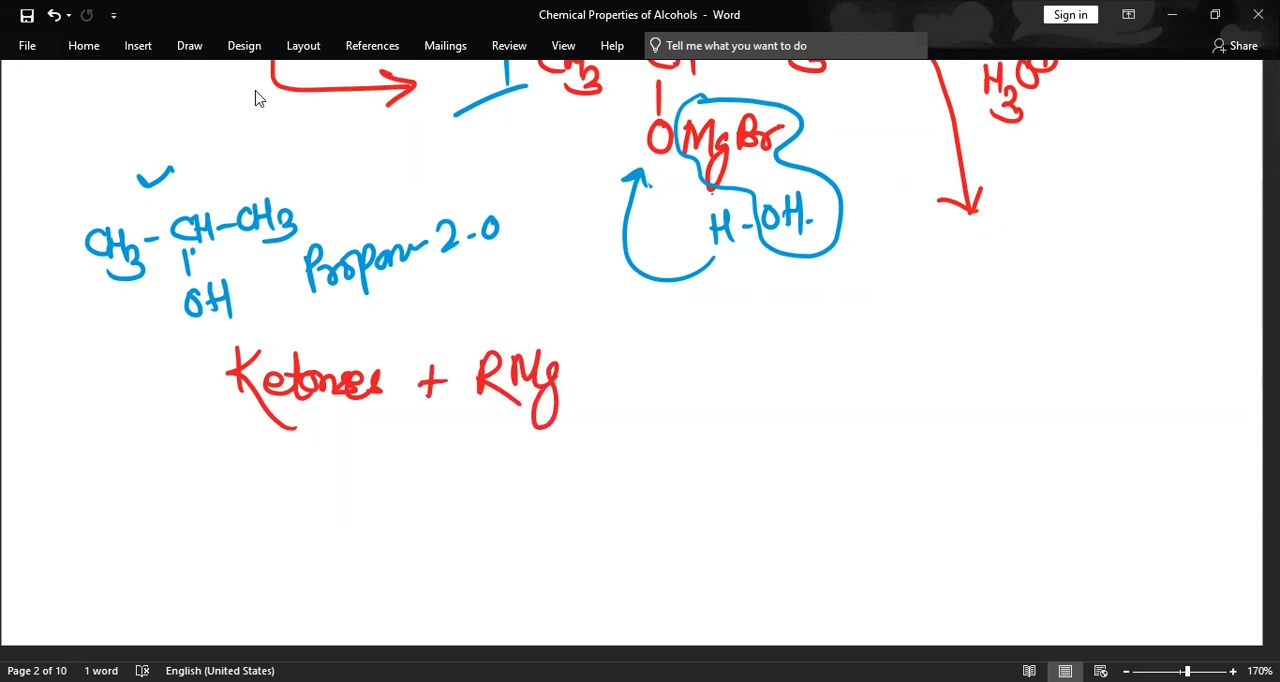 Chemical Properties of Alcohols - Word
Sign in
File Home Insert Draw Design Layout References Mailings Review View Help Tell me what you want to do Share
CH3
H3O
OMgBr
H-OH
CH3-CH-CH3
OH
Propan-2-O
Ketones + RMg
Page 2 of 10 1 word English (United States) 170%